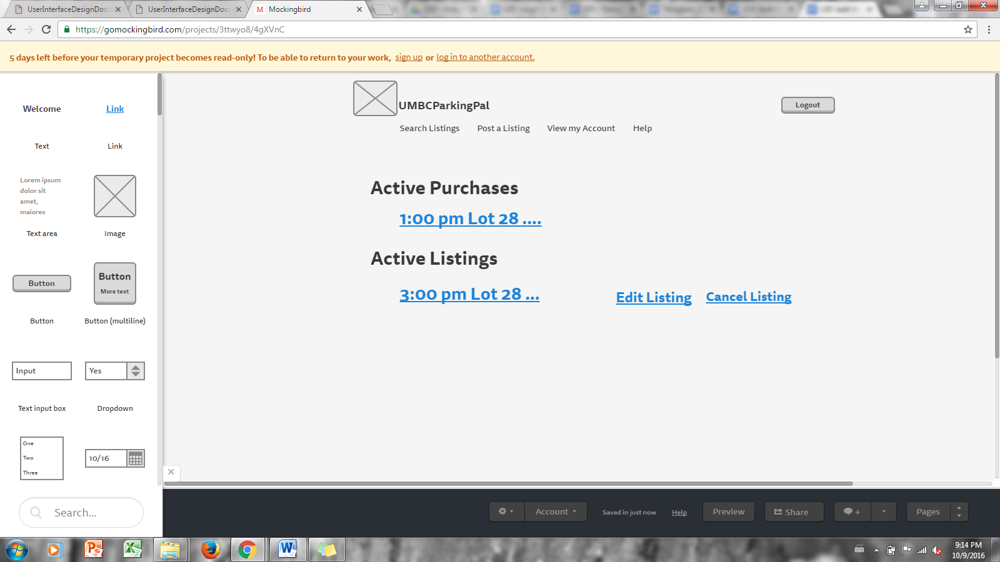 UserInterfaceDesignDocu
UserInterfaceDesignDocu
Mockingbird
https://gomockingbird.com/projects/3ttwyo8/4gXVnC
5 days left before your temporary project becomes read-only! To be able to return to your work, sign up or log in to another account.
Welcome
Link
Text
Link
Lorem ipsum
dolor sit
amet,
maiores
Text area
Image
Button
Button
More text
Button
Button (multiline)
Input
Yes
Text input box
Dropdown
One
Two
Three
10/16
Search...
UMBCParkingPal
Logout
Search Listings
Post a Listing
View my Account
Help
Active Purchases
1:00 pm Lot 28 ....
Active Listings
3:00 pm Lot 28 ...
Edit Listing
Cancel Listing
Account
Saved in just now
Help
Preview
Share
+
Pages
9:14 PM
10/9/2016